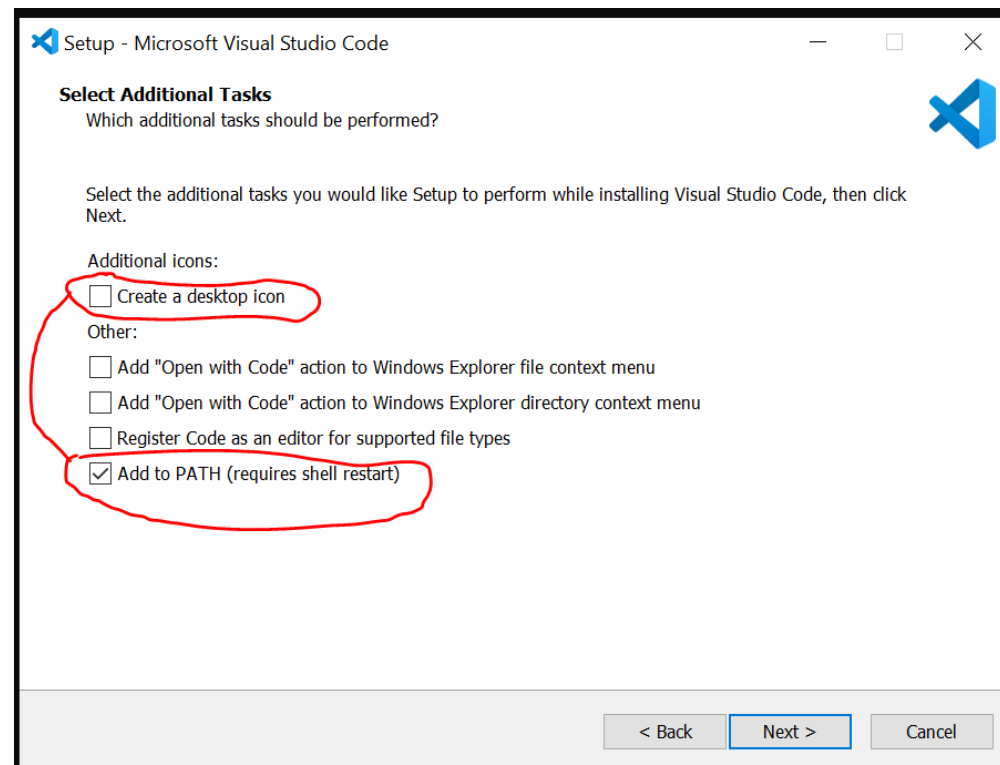 Setup - Microsoft Visual Studio Code
Select Additional Tasks
Which additional tasks should be performed?
Select the additional tasks you would like Setup to perform while installing Visual Studio Code, then click
Next.
Additional icons:
Create a desktop icon
Other:
Add "Open with Code" action to Windows Explorer file context menu
Add "Open with Code" action to Windows Explorer directory context menu
Register Code as an editor for supported file types
Add to PATH (requires shell restart)
< Back Next > Cancel